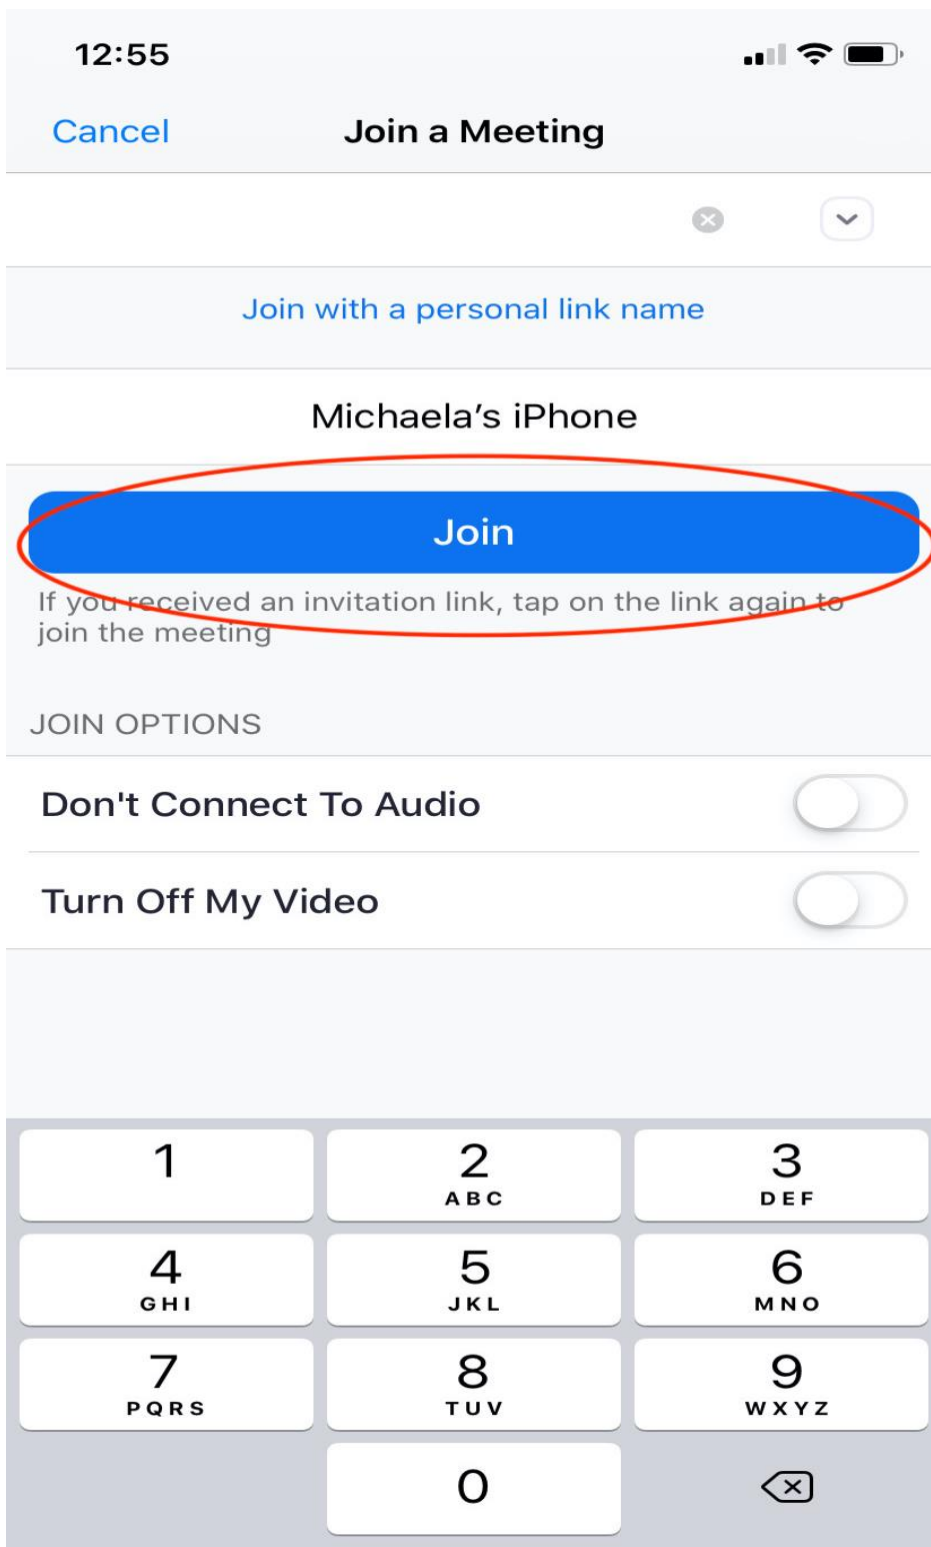 12:55
Cancel
Join a Meeting
Join with a personal link name
Michaela's iPhone
Join
If you received an invitation link, tap on the link again to
join the meeting
JOIN OPTIONS
Don't Connect To Audio
Turn Off My Video
1 2 3
ABC DEF
4 5 6
GHI JKL MNO
7 8 9
PQRS TUV WXYZ
0